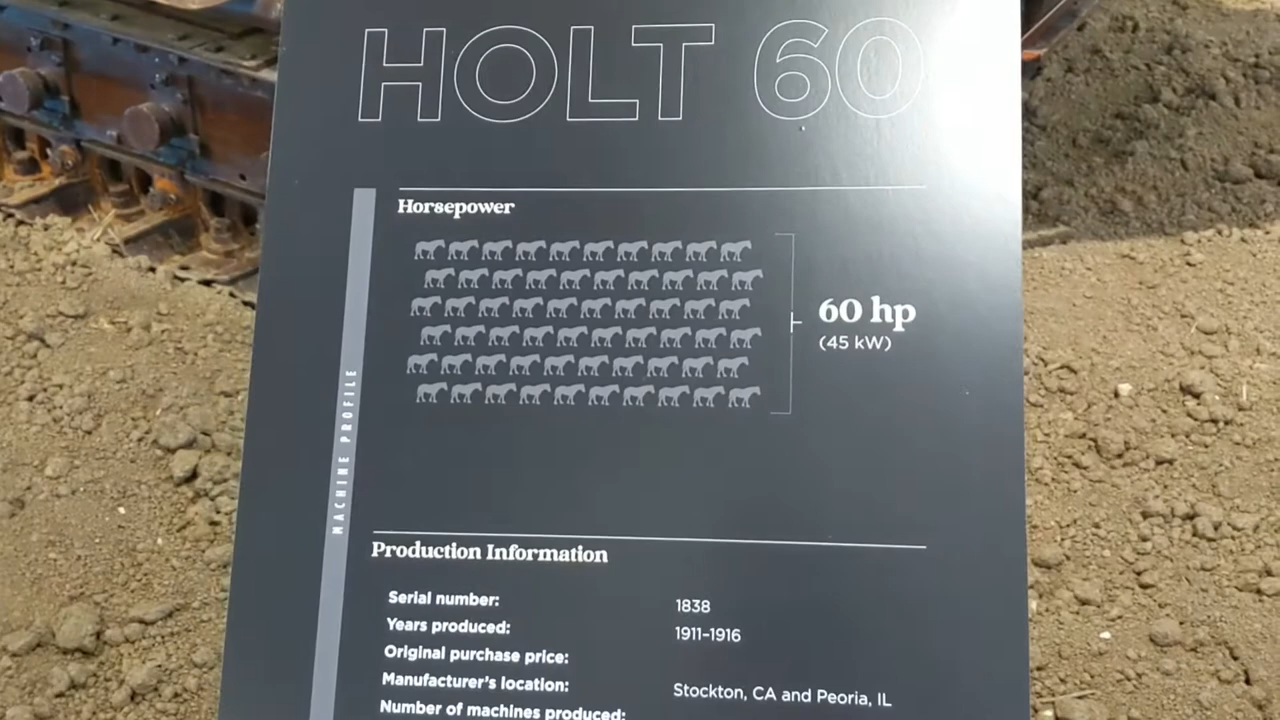 HOLT 60
Horsepower
60 hp
(45 kW)
MACHINE PROFILE
Production Information
Serial number: 1838
Years produced: 1911–1916
Original purchase price:
Manufacturer's location: Stockton, CA and Peoria, IL
Number of machines produced: